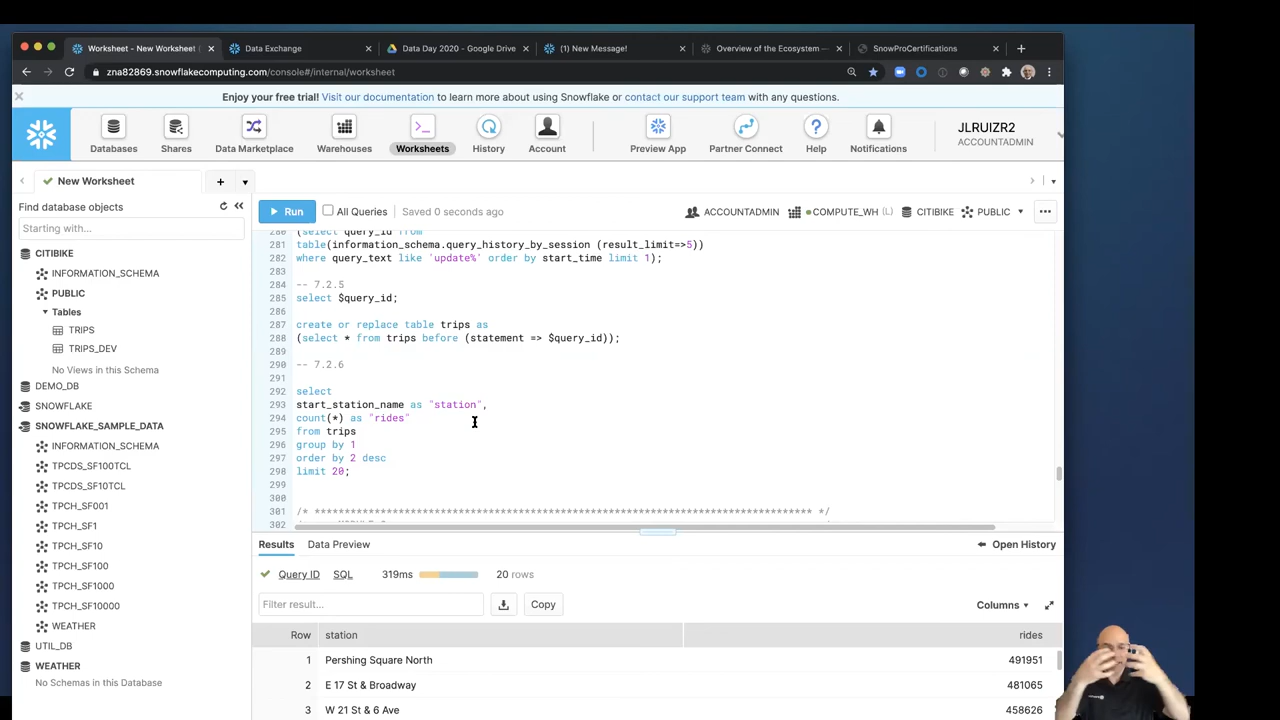 Worksheet - New Worksheet
Data Exchange
Data Day 2020 - Google Drive
(1) New Message!
Overview of the Ecosystem —
SnowProCertifications
zna82869.snowflakecomputing.com/console#/internal/worksheet
Enjoy your free trial! Visit our documentation to learn more about using Snowflake or contact our support team with any questions.
Databases
Shares
Data Marketplace
Warehouses
Worksheets
History
Account
Preview App
Partner Connect
Help
Notifications
JLRUIZR2
ACCOUNTADMIN
New Worksheet
Find database objects
Starting with...
Run
All Queries
Saved 0 seconds ago
ACCOUNTADMIN
COMPUTE_WH (L)
CITIBIKE
PUBLIC
CITIBIKE
INFORMATION_SCHEMA
PUBLIC
Tables
TRIPS
TRIPS_DEV
No Views in this Schema
DEMO_DB
SNOWFLAKE
SNOWFLAKE_SAMPLE_DATA
INFORMATION_SCHEMA
TPCDS_SF100TCL
TPCDS_SF10TCL
TPCH_SF001
TPCH_SF1
TPCH_SF10
TPCH_SF100
TPCH_SF1000
TPCH_SF10000
WEATHER
UTIL_DB
WEATHER
No Schemas in this Database
280 (select query_id from
281 table(information_schema.query_history_by_session (result_limit=>5))
282 where query_text like 'update%' order by start_time limit 1);
283
284 -- 7.2.5
285 select $query_id;
286
287 create or replace table trips as
288 (select * from trips before (statement => $query_id));
289
290 -- 7.2.6
291
292 select
293 start_station_name as "station",
294 count(*) as "rides"
295 from trips
296 group by 1
297 order by 2 desc
298 limit 20;
299
300
301 /* *********************************************************************************** */
302
Results
Data Preview
Open History
Query ID
SQL
319ms
20 rows
Filter result...
Copy
Columns
Row station rides
1 Pershing Square North 491951
2 E 17 St & Broadway 481065
3 W 21 St & 6 Ave 458626